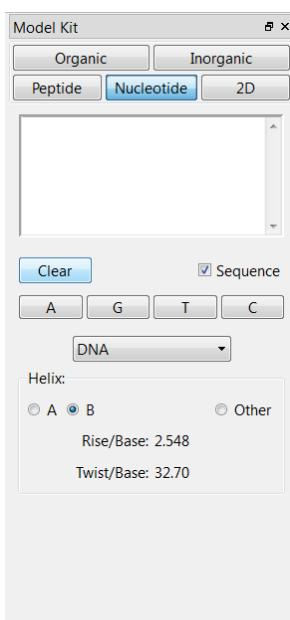 Model Kit
Organic Inorganic
Peptide Nucleotide 2D
Clear Sequence
A G T C
DNA
Helix:
A B Other
Rise/Base: 2.548
Twist/Base: 32.70